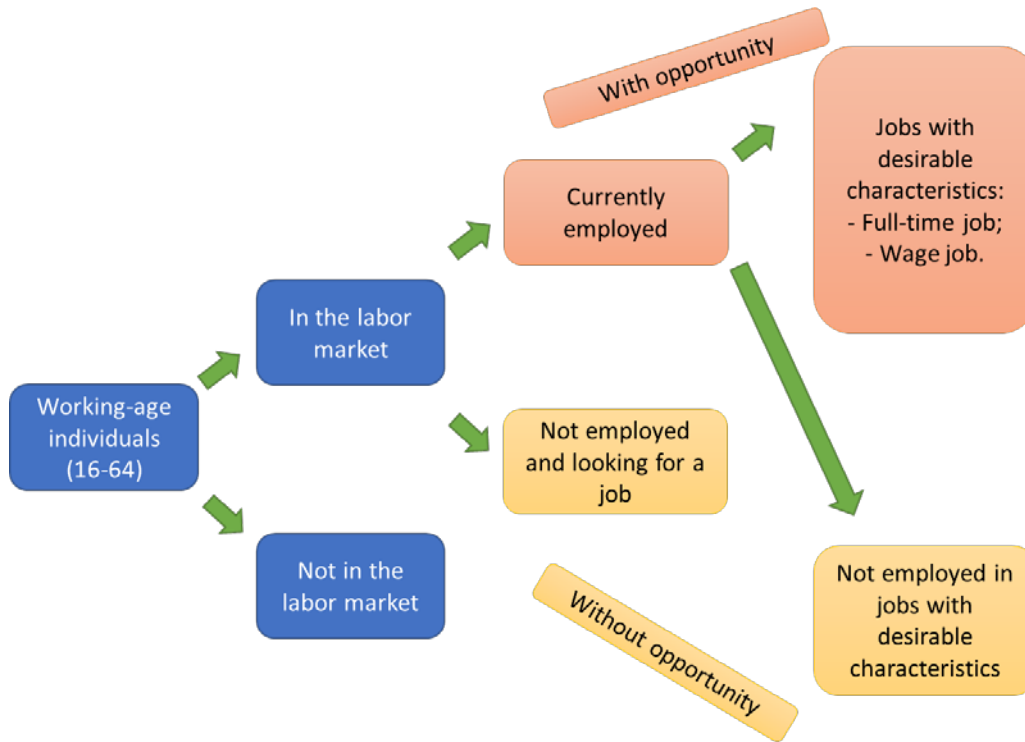 With opportunity
Jobs with
desirable
characteristics:
- Full-time job;
- Wage job.
Currently
employed
In the labor
market
Working-age
individuals
(16-64)
Not employed
and looking for a
job
Not in the
labor market
Without opportunity
Not employed in
jobs with
desirable
characteristics